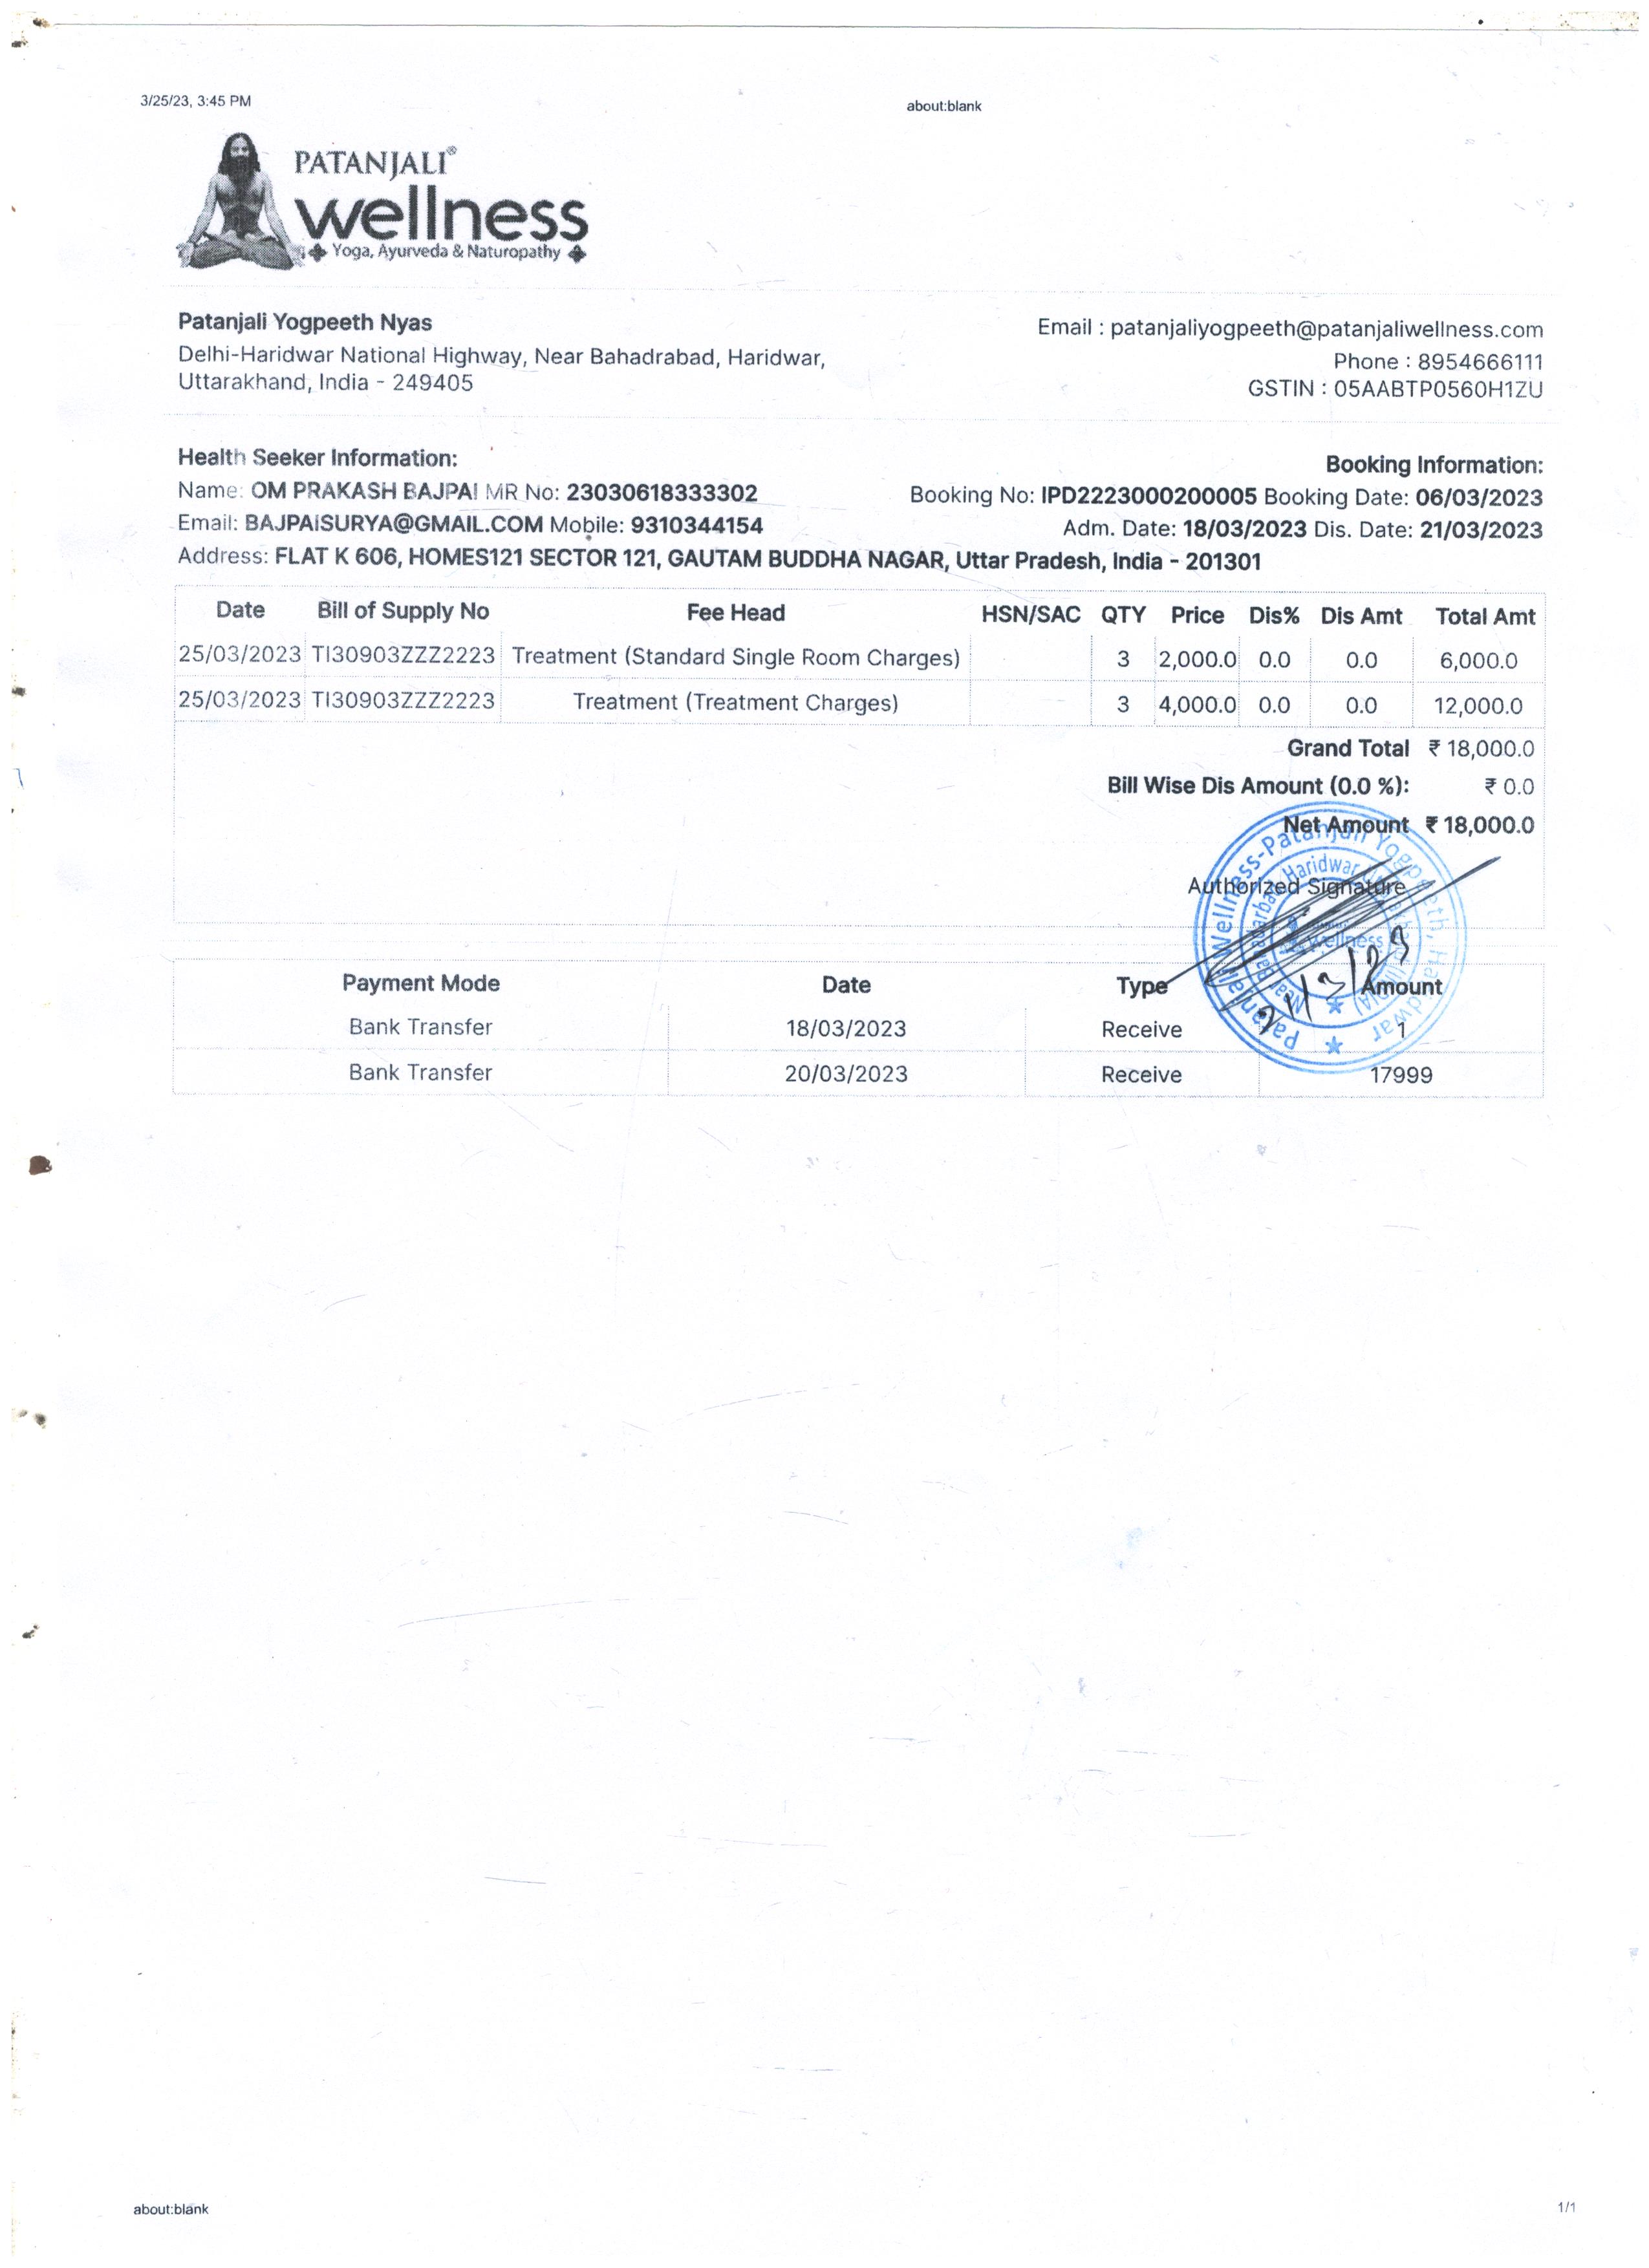 3/25/23, 3:45 PM
about:blank
PATANJALI®
wellness
Yoga, Ayurveda & Naturopathy
Patanjali Yogpeeth Nyas
Delhi-Haridwar National Highway, Near Bahadrabad, Haridwar,
Uttarakhand, India - 249405
Email : patanjaliyogpeeth@patanjaliwellness.com
Phone : 8954666111
GSTIN : 05AABTP0560H1ZU
Health Seeker Information:
Name: OM PRAKASH BAJPAI MR No: 23030618333302
Email: BAJPAISURYA@GMAIL.COM Mobile: 9310344154
Booking Information:
Booking No: IPD2223000200005 Booking Date: 06/03/2023
Adm. Date: 18/03/2023 Dis. Date: 21/03/2023
Address: FLAT K 606, HOMES121 SECTOR 121, GAUTAM BUDDHA NAGAR, Uttar Pradesh, India - 201301
Date Bill of Supply No Fee Head HSN/SAC QTY Price Dis% Dis Amt Total Amt
25/03/2023 TI30903ZZZ2223 Treatment (Standard Single Room Charges) 3 2,000.0 0.0 0.0 6,000.0
25/03/2023 TI30903ZZZ2223 Treatment (Treatment Charges) 3 4,000.0 0.0 0.0 12,000.0
Grand Total ₹ 18,000.0
Bill Wise Dis Amount (0.0 %): ₹ 0.0
Net Amount ₹ 18,000.0
Authorized Signature
Patanjali Wellness-Patanjali Yogpeeth, Haridwar
Haridwar
wellness
Payment Mode Date Type Amount
Bank Transfer 18/03/2023 Receive 1
Bank Transfer 20/03/2023 Receive 17999
about:blank
1/1